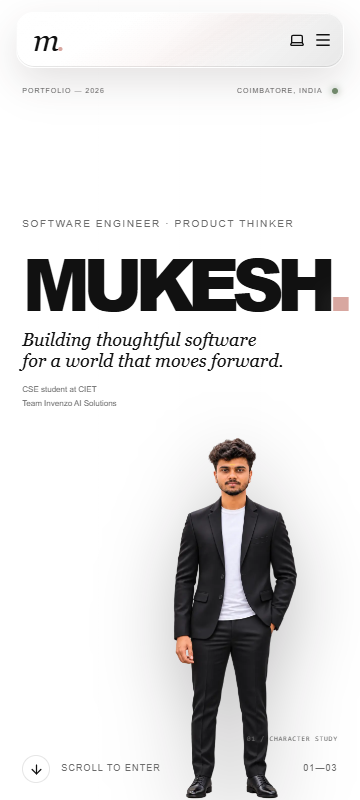 m.
PORTFOLIO — 2026
COIMBATORE, INDIA
SOFTWARE ENGINEER · PRODUCT THINKER
MUKESH.
Building thoughtful software
for a world that moves forward.
CSE student at CIET
Team Invenzo AI Solutions
01 / CHARACTER STUDY
SCROLL TO ENTER
01—03